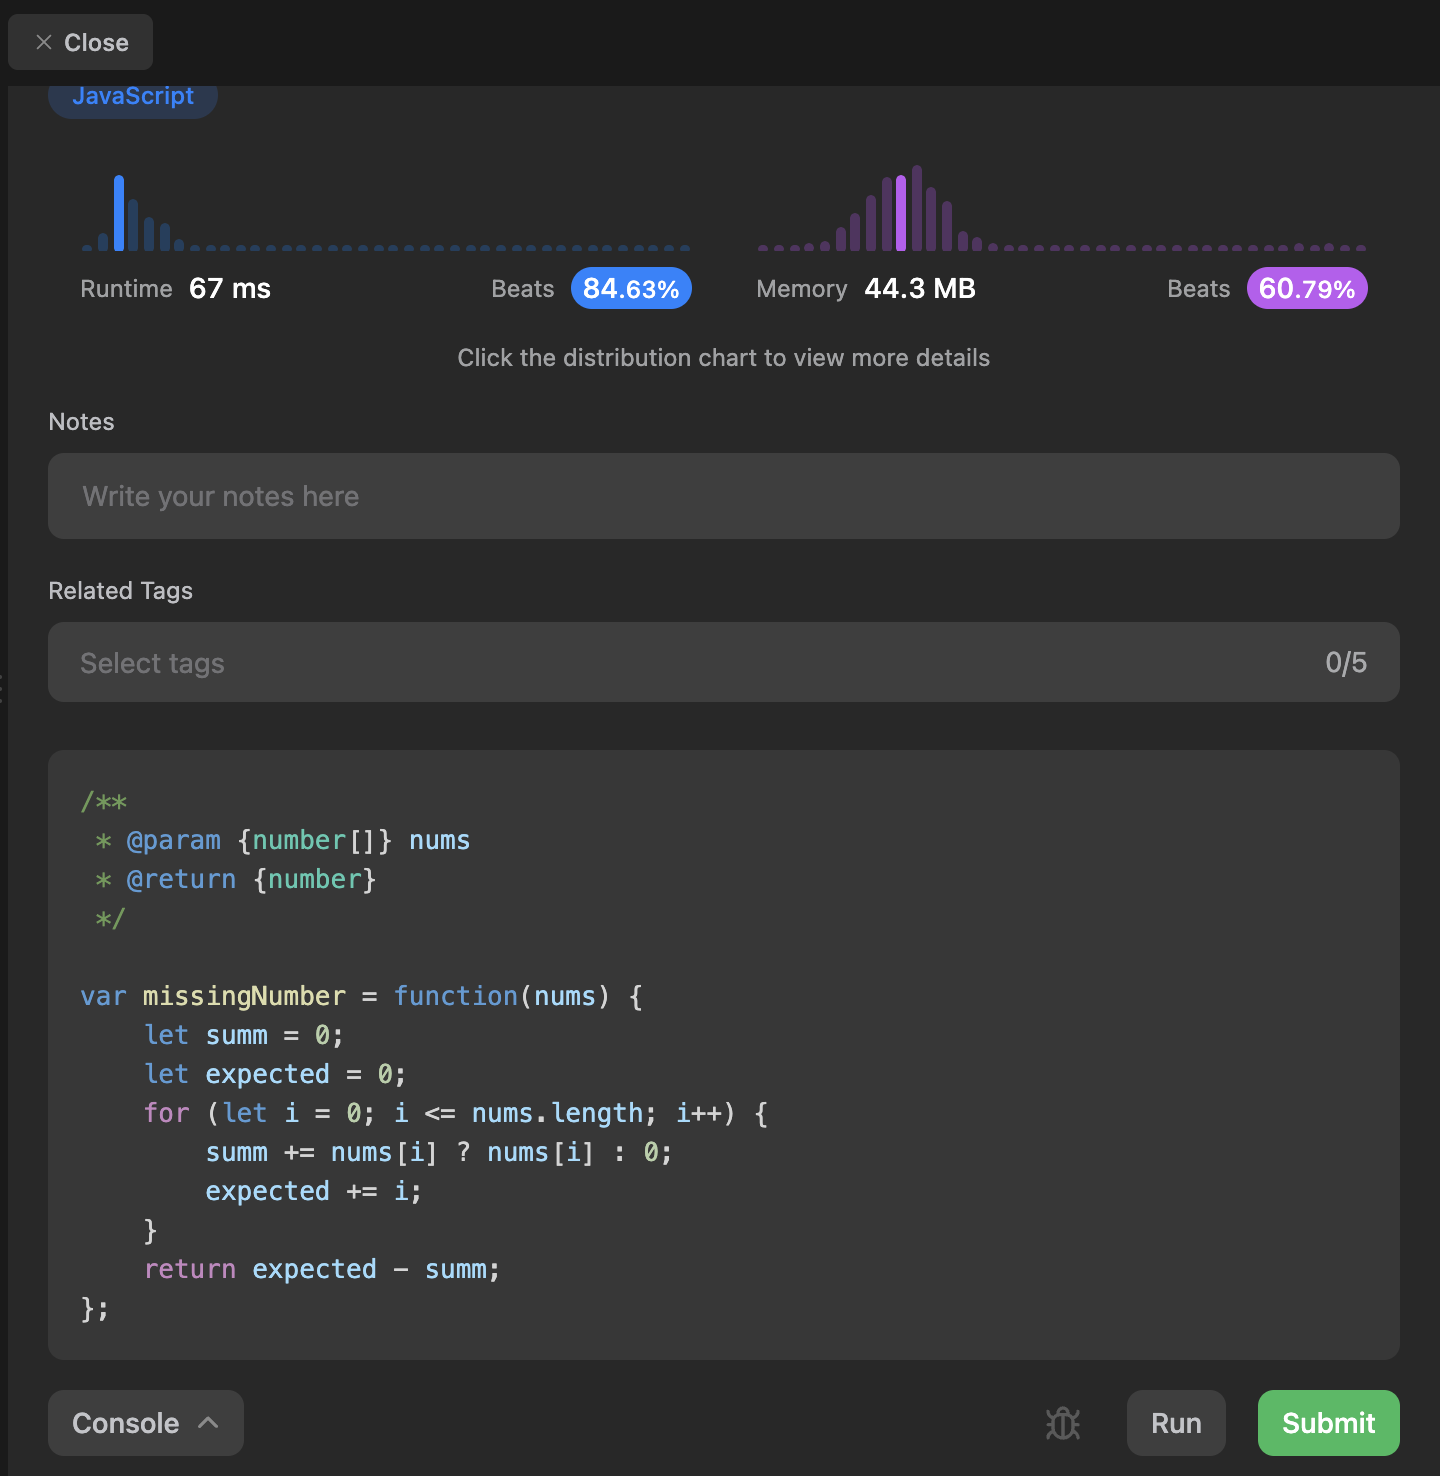 Close
JavaScript
Runtime 67 ms Beats 84.63% Memory 44.3 MB Beats 60.79%
Click the distribution chart to view more details
Notes
Write your notes here
Related Tags
Select tags 0/5
/**
 * @param {number[]} nums
 * @return {number}
 */
var missingNumber = function(nums) {
    let summ = 0;
    let expected = 0;
    for (let i = 0; i <= nums.length; i++) {
        summ += nums[i] ? nums[i] : 0;
        expected += i;
    }
    return expected - summ;
};
Console Run Submit